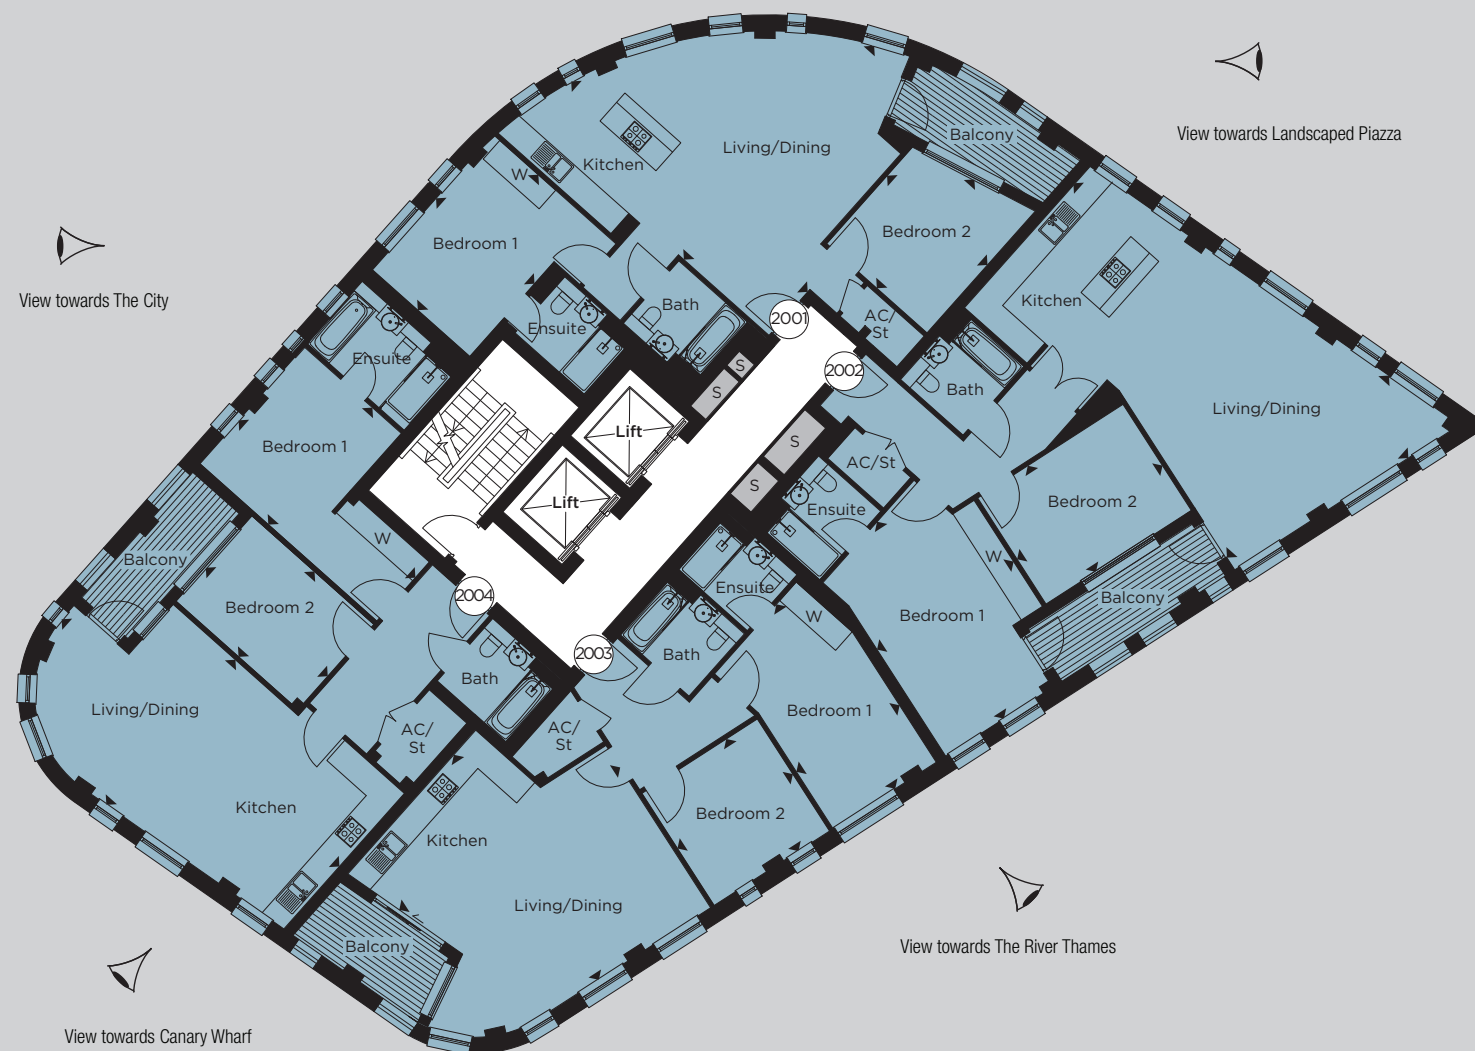 View towards Landscaped Piazza
Balcony
Living/Dining
Kitchen
W
Bedroom 1
Bedroom 2
View towards The City
Bath
Kitchen
AC/
St
2001
Ensuite
Ensuite
S
S
2002
Bath
Living/Dining
Lift
Bedroom 1
S
AC/St
S
Lift
Ensuite
Bedroom 2
W
W
Balcony
Ensuite
Balcony
2004
Bedroom 2
W
Bedroom 1
2003
Bath
Bath
Living/Dining
Bedroom 1
AC/
St
AC/
St
Kitchen
Bedroom 2
Kitchen
Living/Dining
Balcony
View towards The River Thames
View towards Canary Wharf